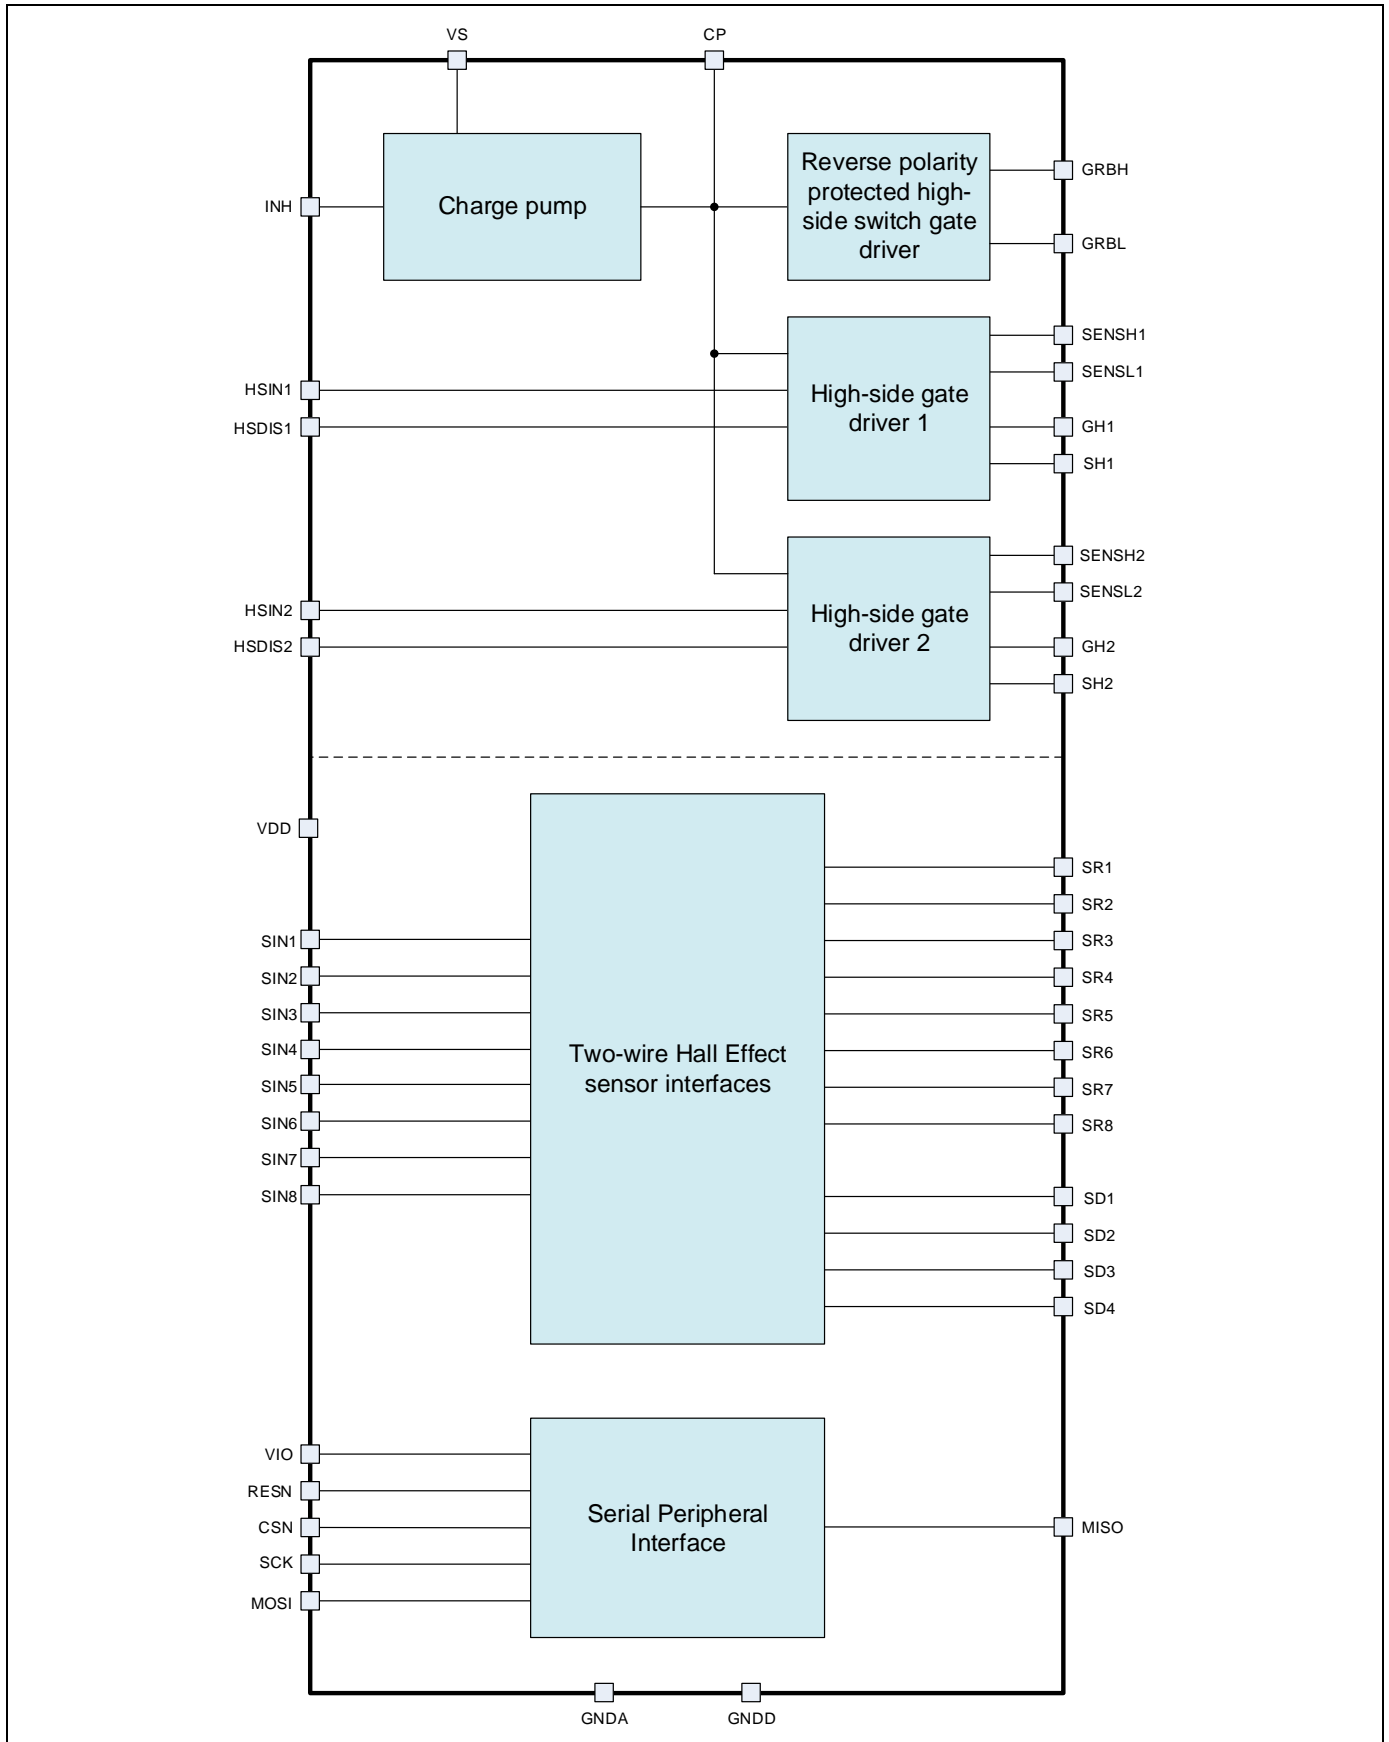 VS
CP
Charge pump
Reverse polarity
protected high-
side switch gate
driver
INH
GRBH
GRBL
HSIN1
HSDIS1
High-side gate
driver 1
SENSH1
SENSL1
GH1
SH1
HSIN2
HSDIS2
High-side gate
driver 2
SENSH2
SENSL2
GH2
SH2
VDD
SIN1
SIN2
SIN3
SIN4
SIN5
SIN6
SIN7
SIN8
Two-wire Hall Effect
sensor interfaces
SR1
SR2
SR3
SR4
SR5
SR6
SR7
SR8
SD1
SD2
SD3
SD4
VIO
RESN
CSN
SCK
MOSI
Serial Peripheral
Interface
MISO
GNDA
GNDD